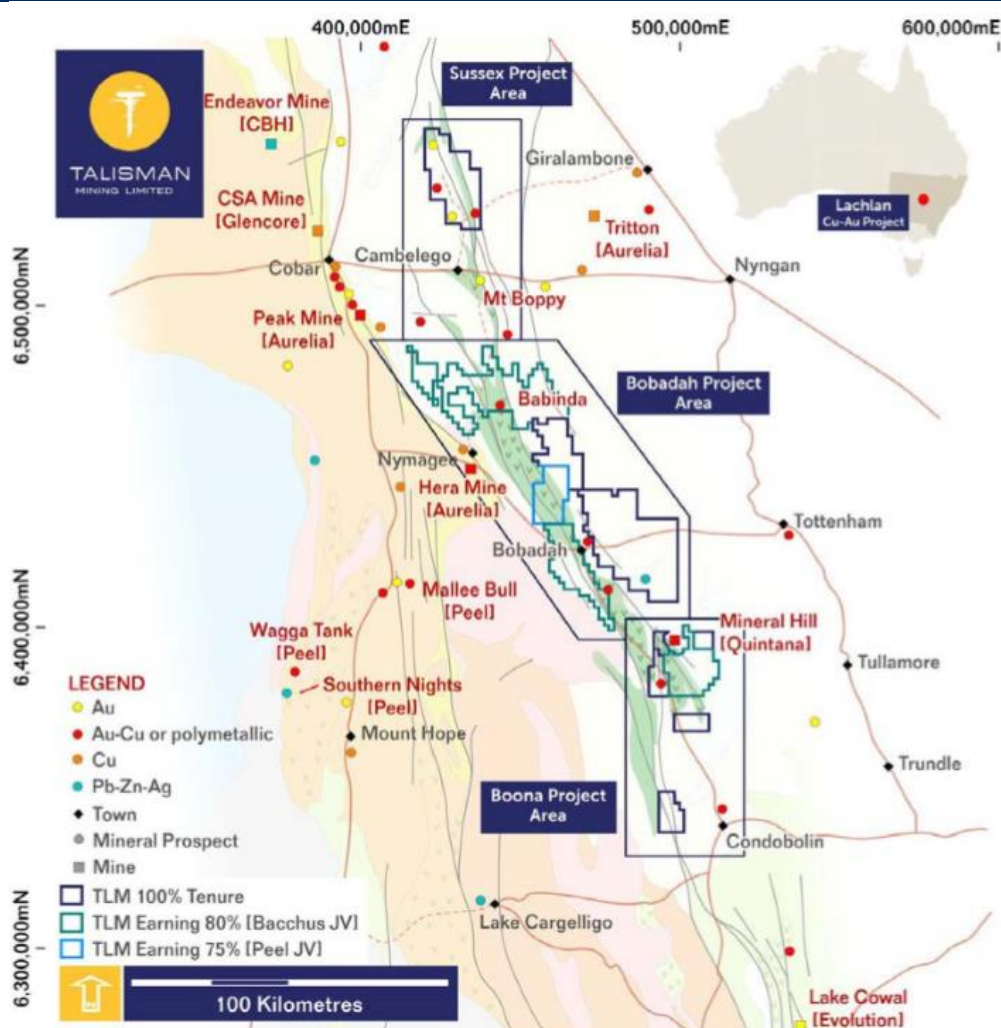 400,000mE
500,000mE
600,000mE
Sussex Project
Area
TALISMAN
MINING LIMITED
Endeavor Mine
[CBH]
Giralambone
CSA Mine
[Glencore]
Tritton
[Aurelia]
Lachlan
Cu-Au Project
Cobar
Cambelego
Nyngan
Mt Boppy
6,500,000mN
Peak Mine
[Aurelia]
Bobadah Project
Area
Babinda
Nymagee
Hera Mine
[Aurelia]
Tottenham
Bobadah
Mallee Bull
[Peel]
6,400,000mN
Wagga Tank
[Peel]
Mineral Hill
[Quintana]
Tullamore
Southern Nights
[Peel]
Mount Hope
Trundle
Boona Project
Area
Condobolin
LEGEND
Au
Au-Cu or polymetallic
Cu
Pb-Zn-Ag
Town
Mineral Prospect
Mine
TLM 100% Tenure
TLM Earning 80% [Bacchus JV]
TLM Earning 75% [Peel JV]
Lake Cargelligo
6,300,000mN
100 Kilometres
Lake Cowal
[Evolution]